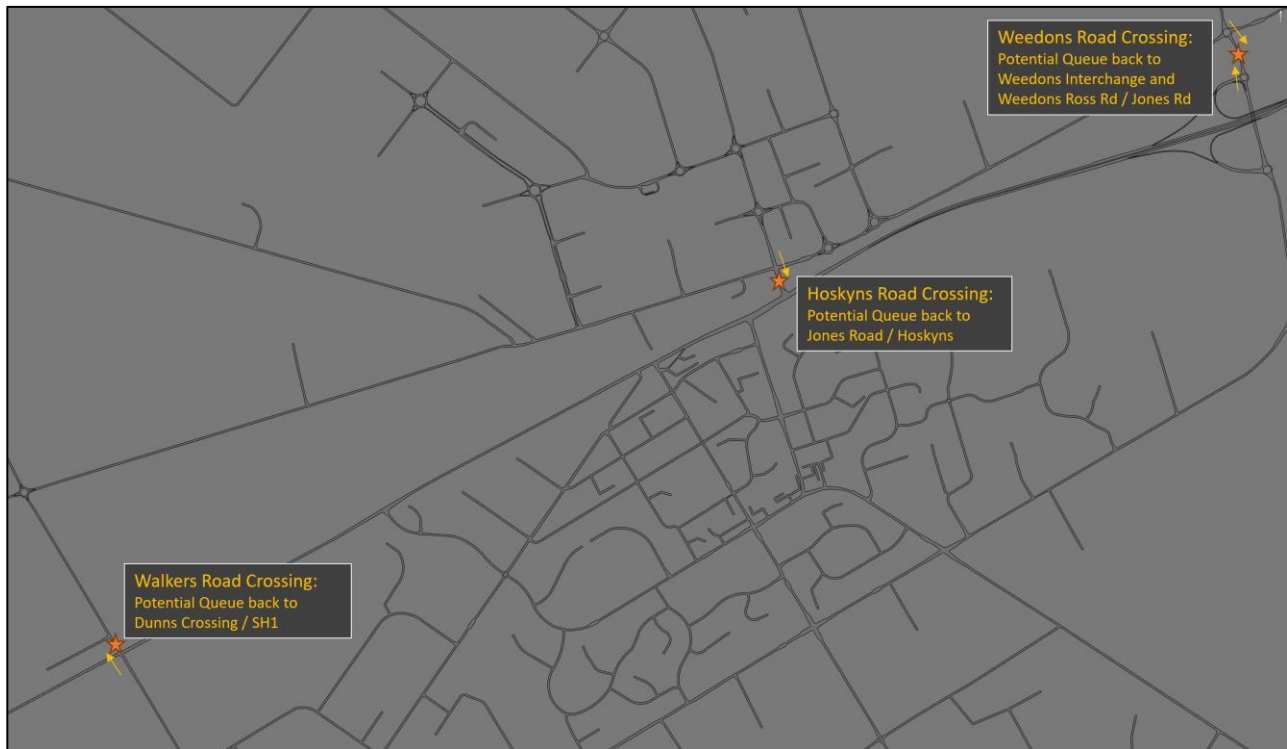 Weedons Road Crossing:
Potential Queue back to
Weedons Interchange and
Weedons Ross Rd / Jones Rd
Hoskyns Road Crossing:
Potential Queue back to
Jones Road / Hoskyns
Walkers Road Crossing:
Potential Queue back to
Dunns Crossing / SH1